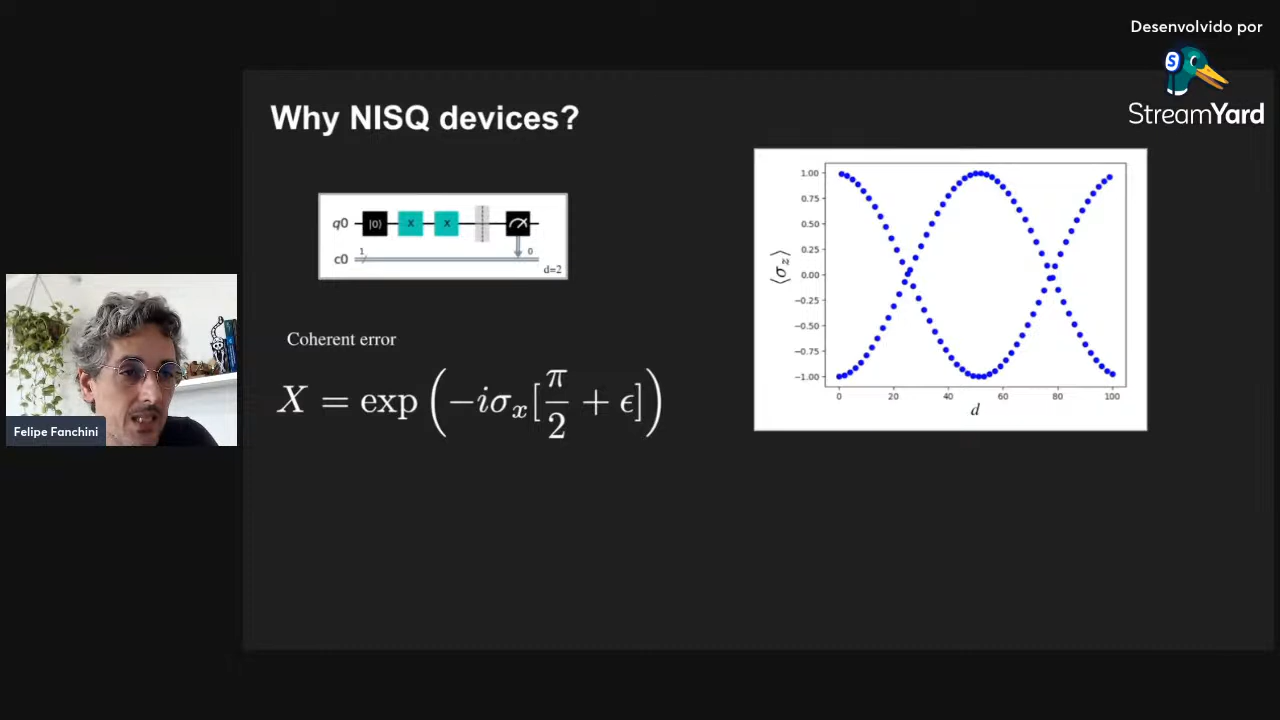 Desenvolvido por
StreamYard
Why NISQ devices?
q0 |0⟩ X X
c0 1 0
d=2
Coherent error
X = exp(−iσₓ[π/2 + ϵ])
1.00
0.75
0.50
0.25
0.00
−0.25
−0.50
−0.75
−1.00
⟨σ_z⟩
0 20 40 60 80 100
d
Felipe Fanchini